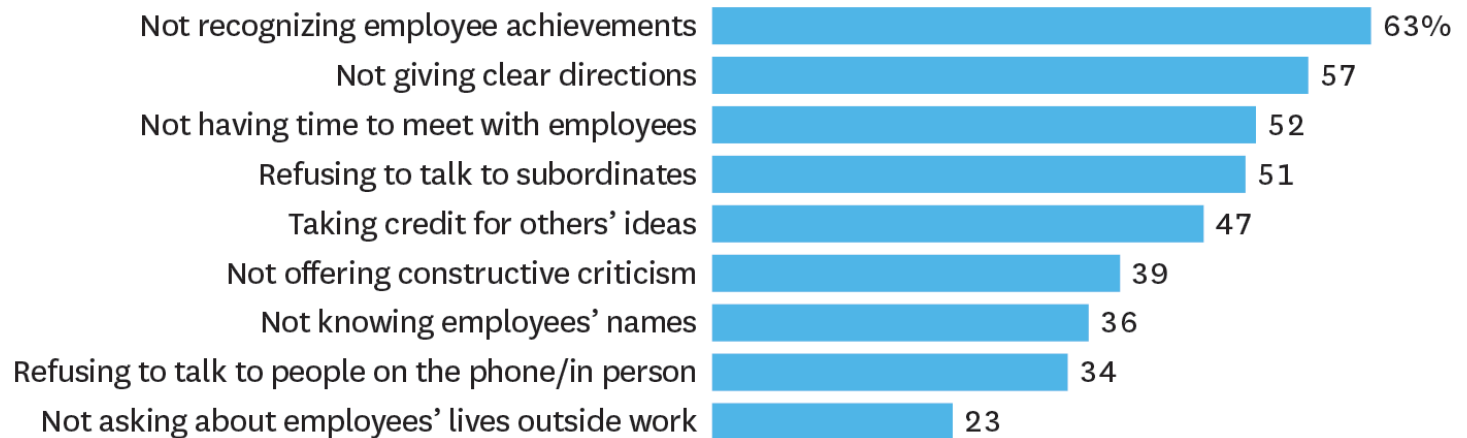 Not recognizing employee achievements 63%
Not giving clear directions 57
Not having time to meet with employees 52
Refusing to talk to subordinates 51
Taking credit for others’ ideas 47
Not offering constructive criticism 39
Not knowing employees’ names 36
Refusing to talk to people on the phone/in person 34
Not asking about employees’ lives outside work 23